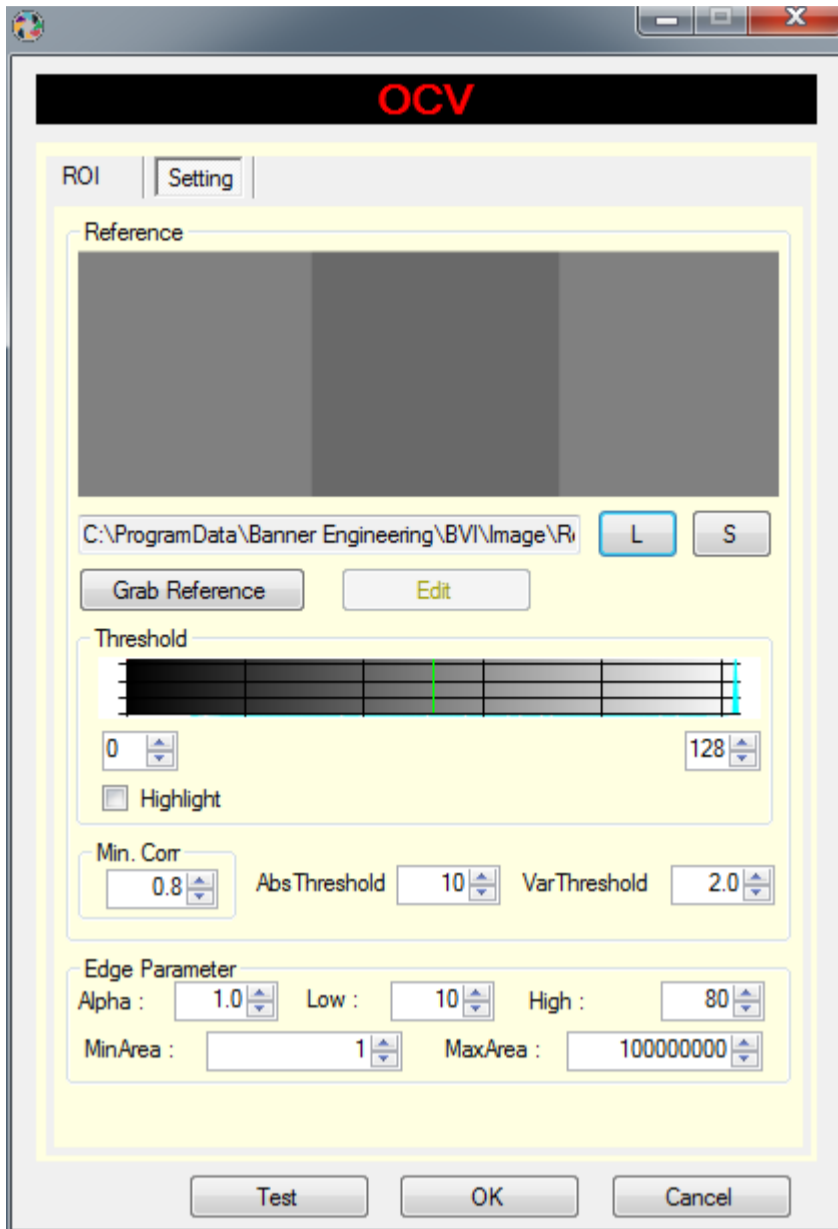 OCV
ROI Setting
Reference
C:\ProgramData\Banner Engineering\BVI\Image\R
L S
Grab Reference Edit
Threshold
0 128
Highlight
Min. Corr
0.8 AbsThreshold 10 VarThreshold 2.0
Edge Parameter
Alpha : 1.0 Low : 10 High : 80
MinArea : 1 MaxArea : 100000000
Test OK Cancel